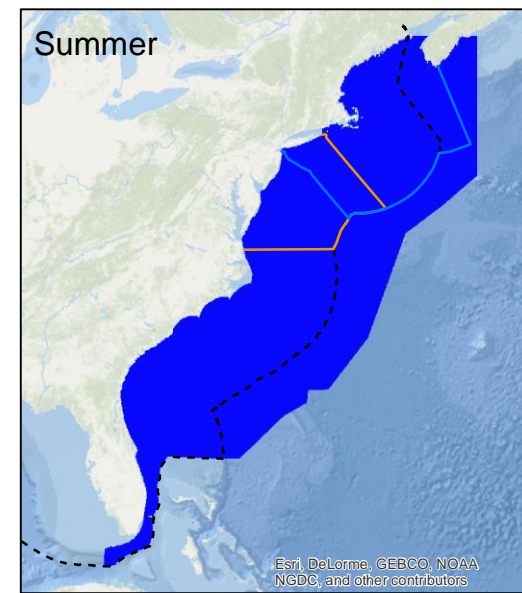 Summer
Esri, DeLorme, GEBCO, NOAA
NGDC, and other contributors